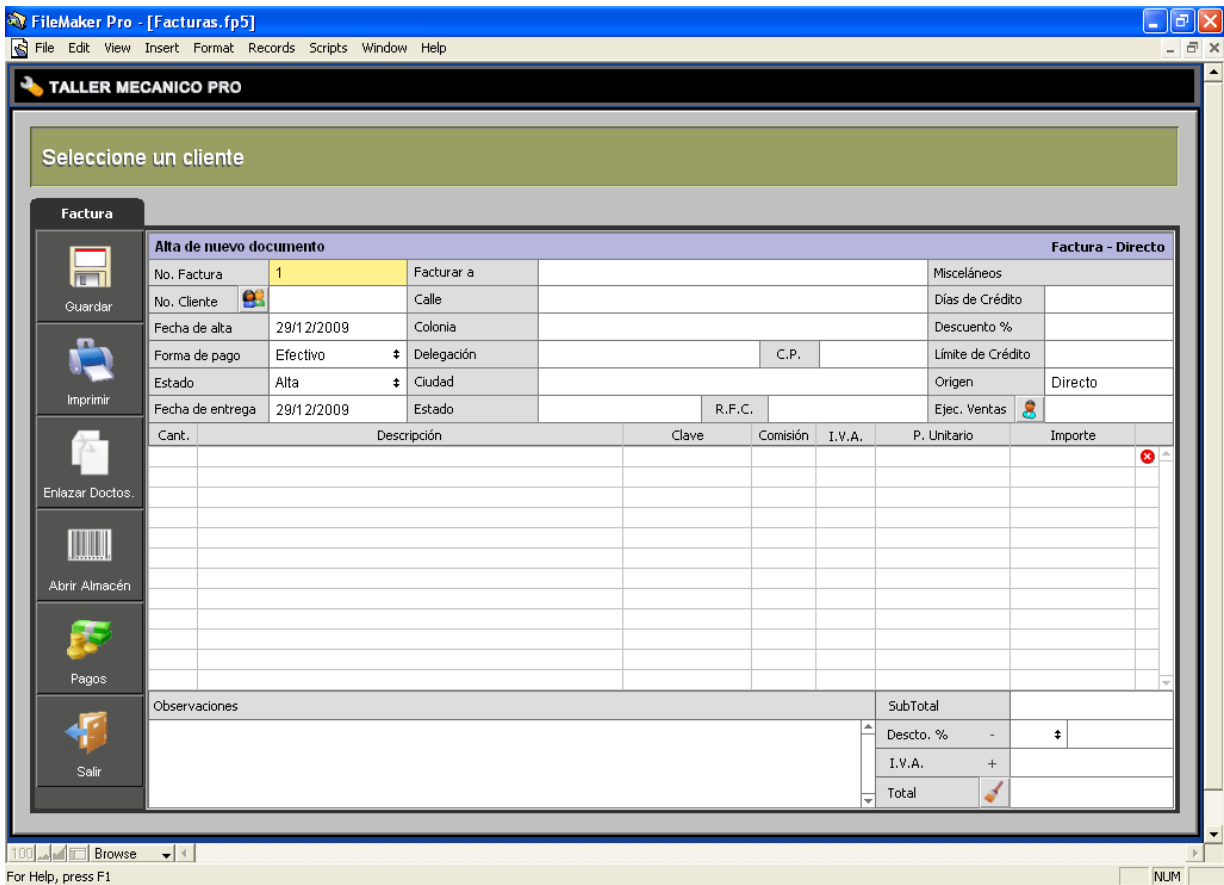 FileMaker Pro - [Facturas.fp5]
File Edit View Insert Format Records Scripts Window Help
TALLER MECANICO PRO
Seleccione un cliente
Factura
Alta de nuevo documento Factura - Directo
No. Factura 1 Facturar a Misceláneos
No. Cliente Calle Días de Crédito
Fecha de alta 29/12/2009 Colonia Descuento %
Forma de pago Efectivo Delegación C.P. Límite de Crédito
Estado Alta Ciudad Origen Directo
Fecha de entrega 29/12/2009 Estado R.F.C. Ejec. Ventas
Cant. Descripción Clave Comisión I.V.A. P. Unitario Importe
Guardar
Imprimir
Enlazar Doctos.
Abrir Almacén
Pagos
Salir
Observaciones SubTotal
Descto. % -
I.V.A. +
Total
100 Browse
For Help, press F1 NUM